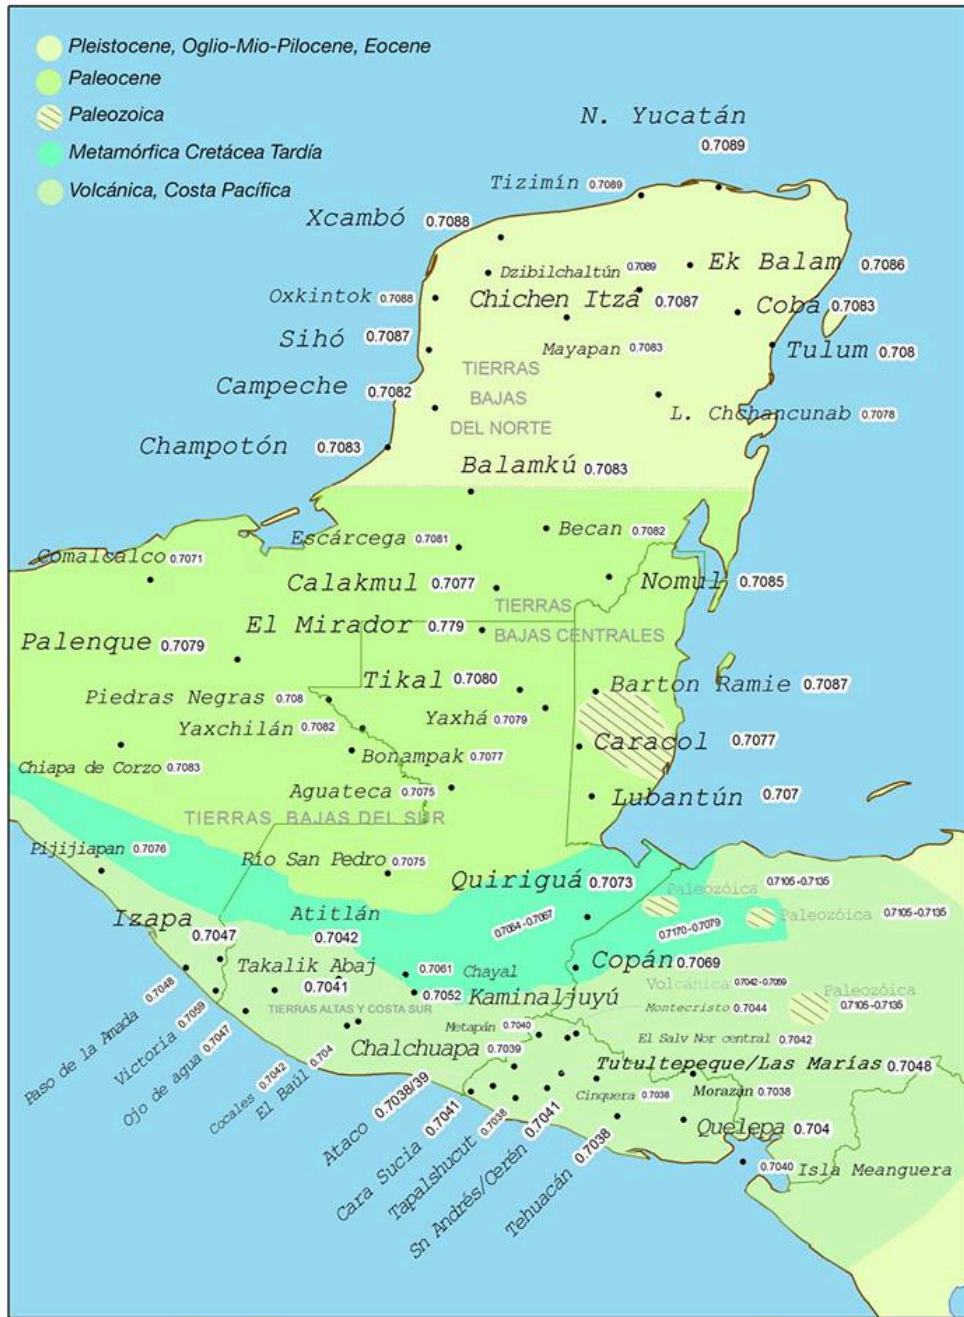 Pleistocene, Oglio-Mio-Pilocene, Eocene
Paleocene
Paleozoica
Metamórfica Cretácea Tardía
Volcánica, Costa Pacífica
N. Yucatán
0.7089
Tizimín 0.7089
Xcambó 0.7088
Dzibilchaltún 0.7089
Ek Balam 0.7086
Oxkintok 0.7088
Chichen Itzá 0.7087
Coba 0.7083
Sihó 0.7087
Mayapan 0.7083
Tulum 0.708
TIERRAS
BAJAS
DEL NORTE
Campeche 0.7082
L. Chchancunab 0.7078
Champotón 0.7083
Balamkú 0.7083
Escárcega 0.7081
Becan 0.7082
Comalcalco 0.7071
Calakmul 0.7077
Nomul 0.7085
TIERRAS
BAJAS CENTRALES
El Mirador 0.779
Palenque 0.7079
Tikal 0.7080
Barton Ramie 0.7087
Piedras Negras 0.708
Yaxhá 0.7079
Yaxchilán 0.7082
Caracol 0.7077
Bonampak 0.7077
Chiapa de Corzo 0.7083
Aguateca 0.7075
Lubantún 0.707
TIERRAS BAJAS DEL SUR
Pijijiapan 0.7076
Río San Pedro 0.7075
Quiriguá 0.7073
Paleozóica 0.7105-0.7135
Izapa
0.7047
Atitlán
0.7042
0.7064-0.7067
0.7170-0.7079
Paleozóica 0.7105-0.7135
Takalik Abaj
0.7041
0.7061 Chayal
Copán 0.7069
0.7052 Kaminaljuyú
Volcánica 0.7042-0.7059
Paleozóica
0.7105-0.7135
TIERRAS ALTAS Y COSTA SUR
Montecristo 0.7044
Metapán 0.7040
El Salv Nor central 0.7042
Chalchuapa 0.7039
Tutultepeque/Las Marías 0.7048
Cinquera 0.7038
Morazán 0.7038
Quelepa 0.704
0.7040 Isla Meanguera
Paso de la Amada 0.7048
Victoria 0.7059
Ojo de agua 0.7047
Cocales 0.7042
El Baúl 0.704
Ataco 0.7038/39
Cara Sucia 0.7041
Tapalshucut 0.7038
Sn Andrés/Cerén 0.7041
Tehuacán 0.7038